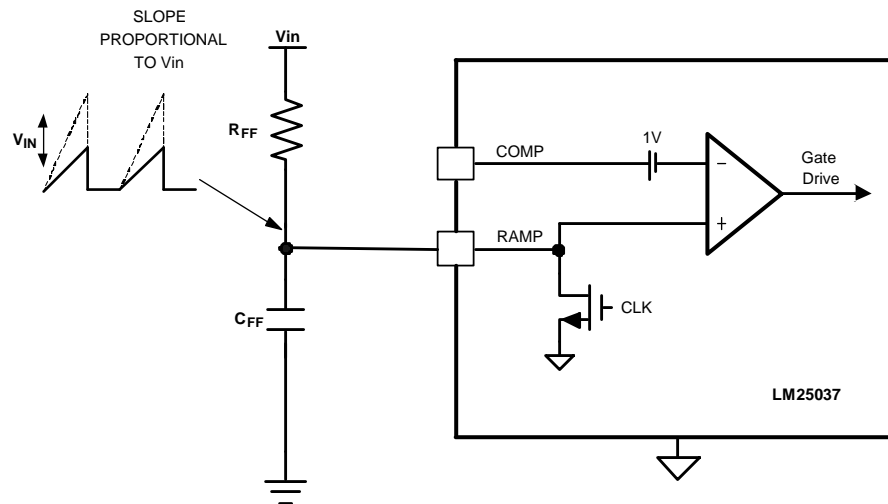 SLOPE
PROPORTIONAL
TO Vin
Vin
VIN
RFF
COMP
1V
−
Gate
Drive
RAMP
+
CFF
CLK
LM25037